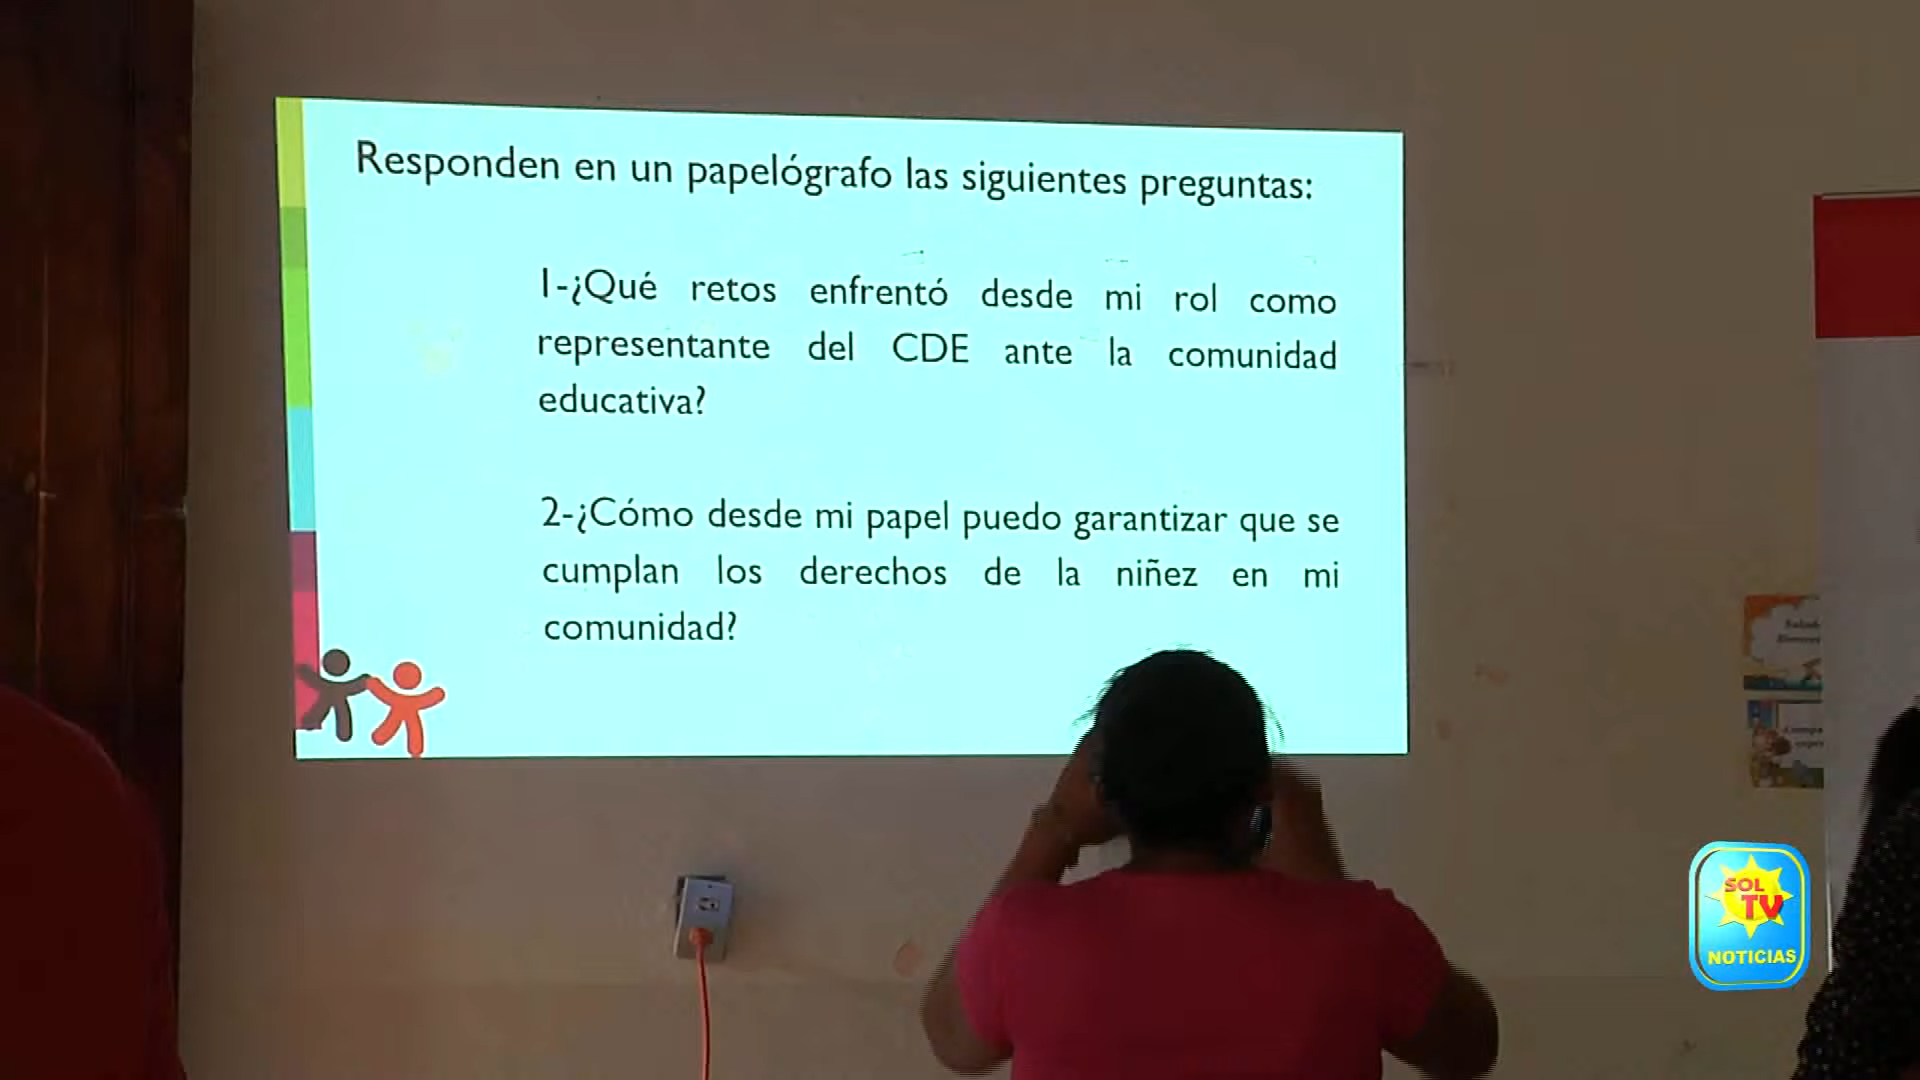 Responden en un papelógrafo las siguientes preguntas:
1-¿Qué retos enfrentó desde mi rol como
representante del CDE ante la comunidad
educativa?
2-¿Cómo desde mi papel puedo garantizar que se
cumplan los derechos de la niñez en mi
comunidad?
SOL
TV
NOTICIAS